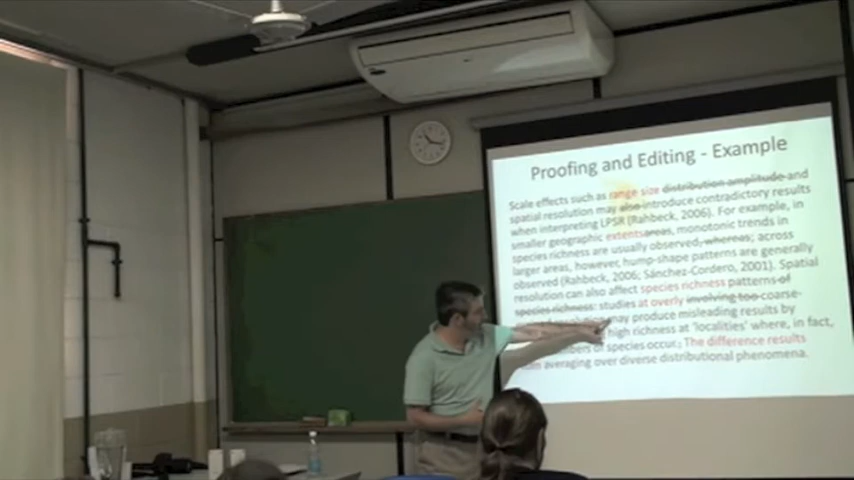 Proofing and Editing - Example
Scale effects such as range size distribution amplitude and
spatial resolution may also introduce contradictory results
when interpreting LPSR (Rahbeck, 2006). For example, in
smaller geographic extentsareas, monotonic trends in
species richness are usually observed, whereas; across
larger areas, however, hump-shape patterns are generally
observed (Rahbeck, 2006; Sánchez-Cordero, 2001). Spatial
resolution can also affect species richness patterns of
species richness: studies at overly involving too coarse-
may produce misleading results by
high richness at 'localities' where, in fact,
of species occur.; The difference results
averaging over diverse distributional phenomena.